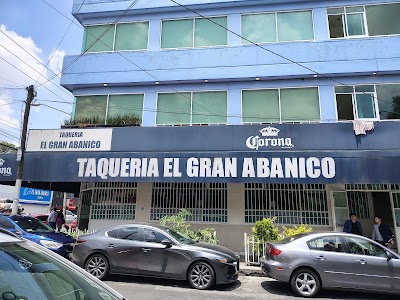 TAQUERIA
EL GRAN ABANICO
Corona
TAQUERIA EL GRAN ABANICO